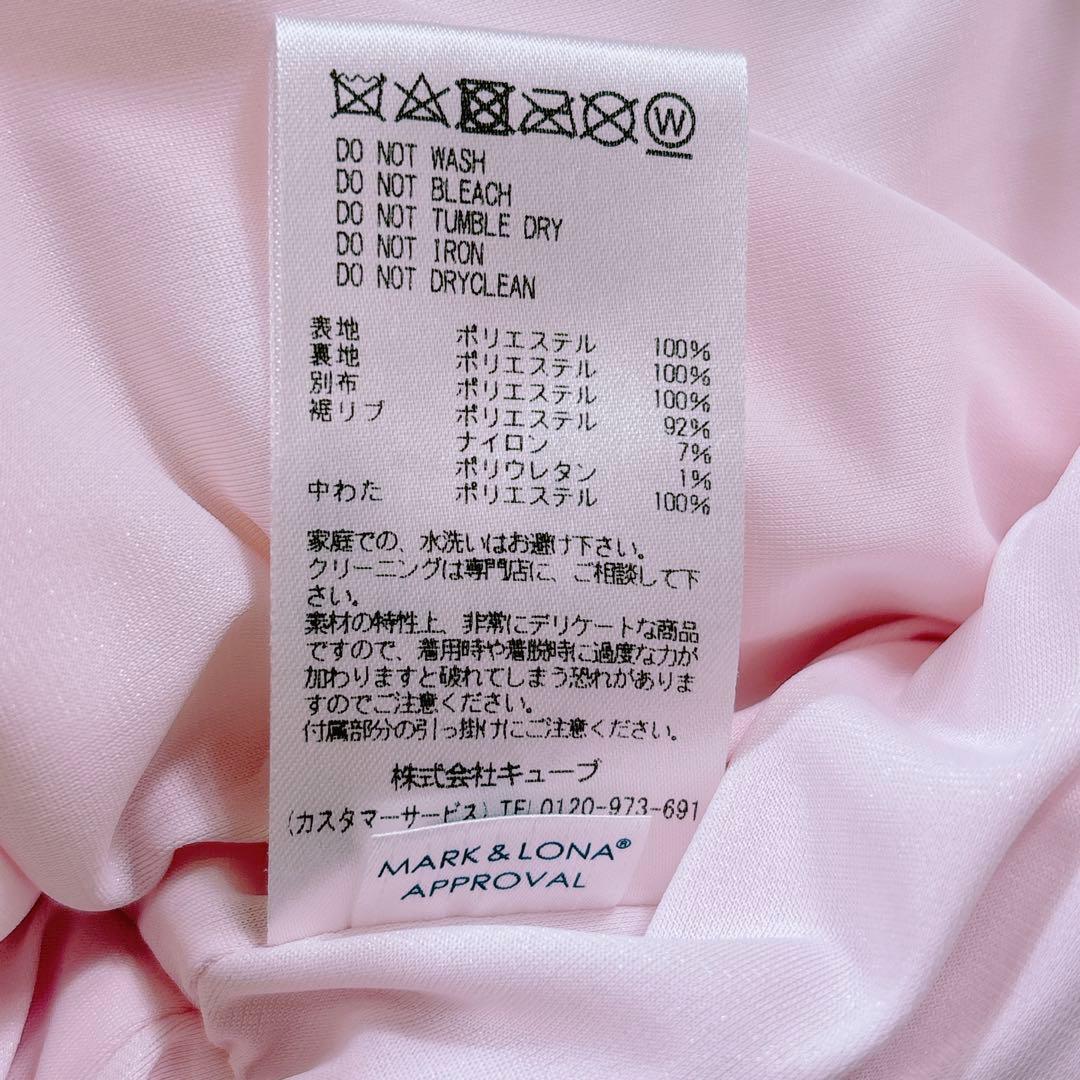 W
DO NOT WASH
DO NOT BLEACH
DO NOT TUMBLE DRY
DO NOT IRON
DO NOT DRYCLEAN
表地 ポリエステル 100%
裏地 ポリエステル 100%
別布 ポリエステル 100%
裾リブ ポリエステル 92%
ナイロン 7%
ポリウレタン 1%
中わた ポリエステル 100%
家庭での、水洗いはお避け下さい。
クリーニングは専門店に、ご相談して下
さい。
素材の特性上、非常にデリケートな商品
ですので、着用時や着脱時に過度な力が
加わりますと破れてしまう恐れがありま
すのでご注意ください。
付属部分の引っ掛けにご注意ください。
株式会社キューブ
(カスタマーサービス) TEL0120-973-691
MARK & LONA®
APPROVAL